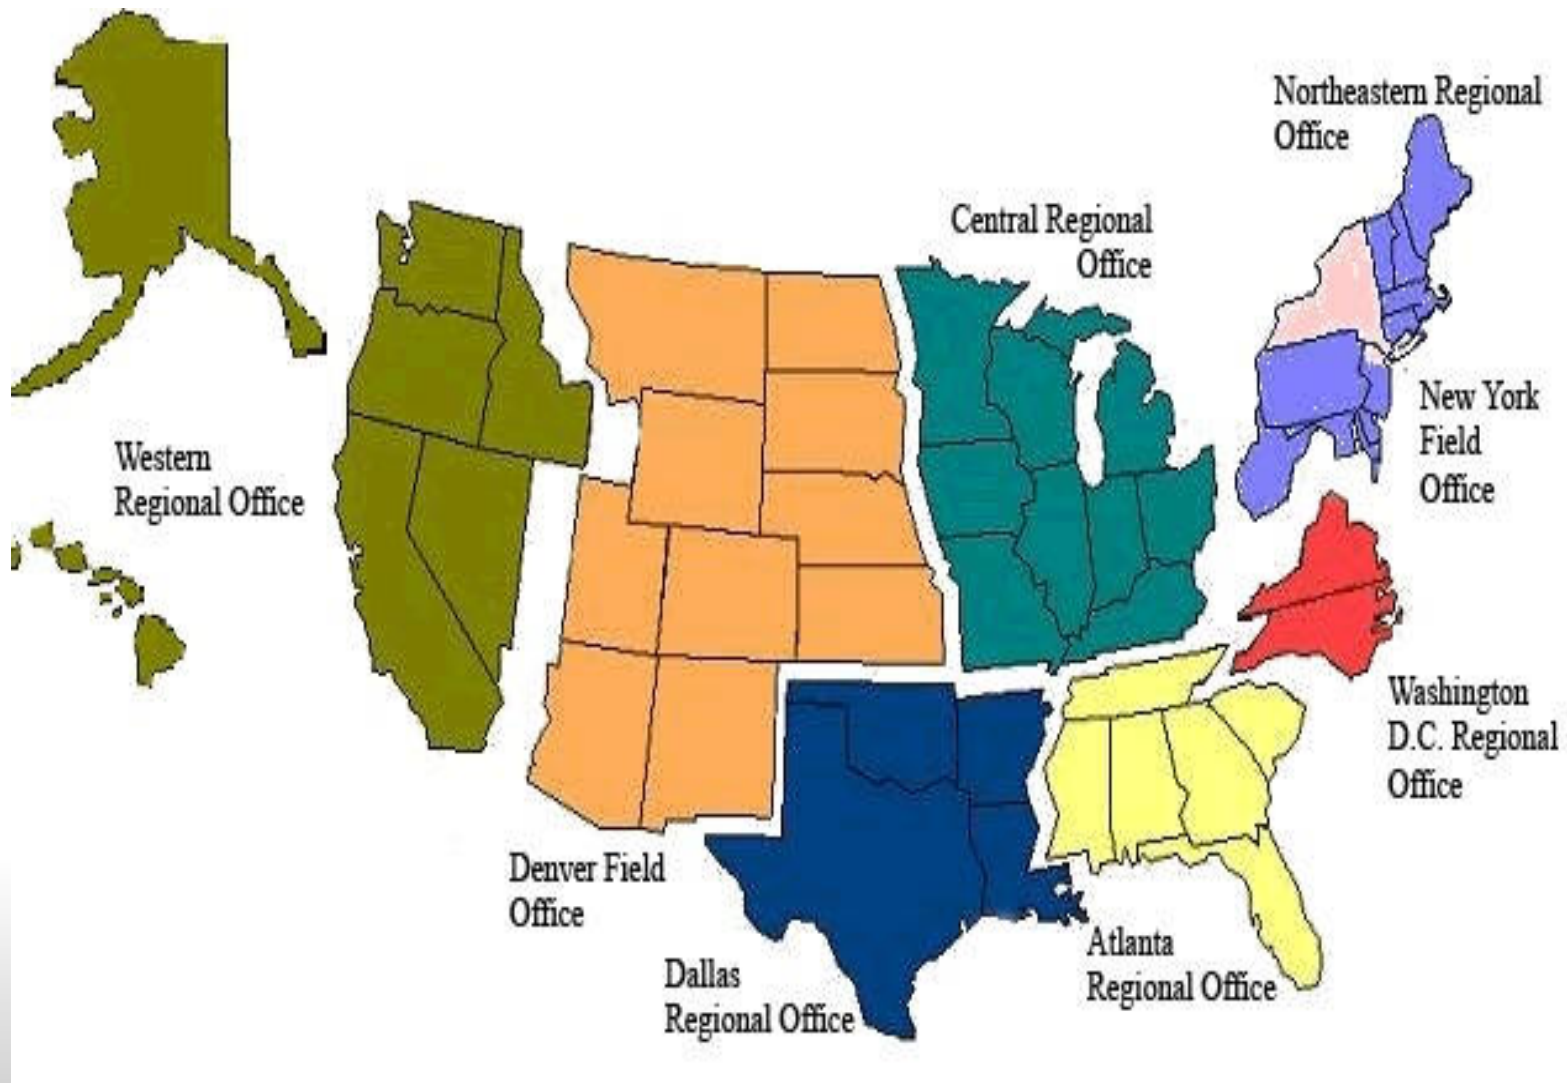 Northeastern Regional
Office
Central Regional
Office
New York
Field
Office
Western
Regional Office
Washington
D.C. Regional
Office
Denver Field
Office
Atlanta
Regional Office
Dallas
Regional Office